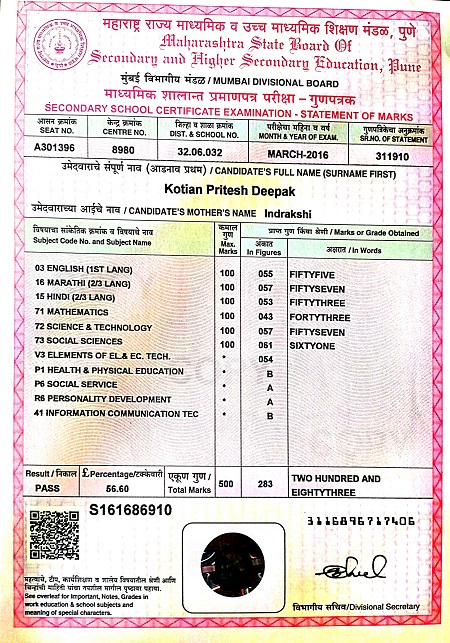 महाराष्ट्र राज्य माध्यमिक व उच्च माध्यमिक शिक्षण मंडळ, पुणे
Maharashtra State Board Of
Secondary and Higher Secondary Education, Pune
मुंबई विभागीय मंडळ / MUMBAI DIVISIONAL BOARD
माध्यमिक शालान्त प्रमाणपत्र परीक्षा - गुणपत्रक
SECONDARY SCHOOL CERTIFICATE EXAMINATION - STATEMENT OF MARKS
आसन क्रमांक केन्द्र क्रमांक जिल्हा व शाळा क्रमांक परीक्षेचा महिना व वर्ष गुणपत्रिकेचा अनुक्रमांक
SEAT NO. CENTRE NO. DIST. & SCHOOL NO. MONTH & YEAR OF EXAM. SR.NO. OF STATEMENT
A301396 8980 32.06.032 MARCH-2016 311910
उमेदवाराचे संपूर्ण नाव (आडनाव प्रथम) / CANDIDATE'S FULL NAME (SURNAME FIRST)
Kotian Pritesh Deepak
उमेदवाराच्या आईचे नाव / CANDIDATE'S MOTHER'S NAME Indrakshi
विषयाचा सांकेतिक क्रमांक व विषयाचे नाव
Subject Code No. and Subject Name
कमाल गुण
Max. Marks
प्राप्त गुण किंवा श्रेणी / Marks or Grade Obtained
अंकात
In Figures
अक्षरात / In Words
03 ENGLISH (1ST LANG) 100 055 FIFTYFIVE
16 MARATHI (2/3 LANG) 100 057 FIFTYSEVEN
15 HINDI (2/3 LANG) 100 053 FIFTYTHREE
71 MATHEMATICS 100 043 FORTYTHREE
72 SCIENCE & TECHNOLOGY 100 057 FIFTYSEVEN
73 SOCIAL SCIENCES 100 061 SIXTYONE
V3 ELEMENTS OF EL.& EC. TECH. * 054
P1 HEALTH & PHYSICAL EDUCATION * B
P6 SOCIAL SERVICE * A
R6 PERSONALITY DEVELOPMENT * A
41 INFORMATION COMMUNICATION TEC * B
Result / निकाल £ Percentage/टक्केवारी एकूण गुण / 500 283 TWO HUNDRED AND
PASS 56.60 Total Marks EIGHTYTHREE
S161686910
3116896717406
महत्वाचे, टीप, कार्यशिक्षण व शालेय विषयातील श्रेणी आणि
चिन्हांची माहिती यांचा तपशील मागील पृष्ठावर पहावा.
See overleaf for Important, Notes, Grades in
work education & school subjects and
meaning of special characters.
विभागीय सचिव/Divisional Secretary